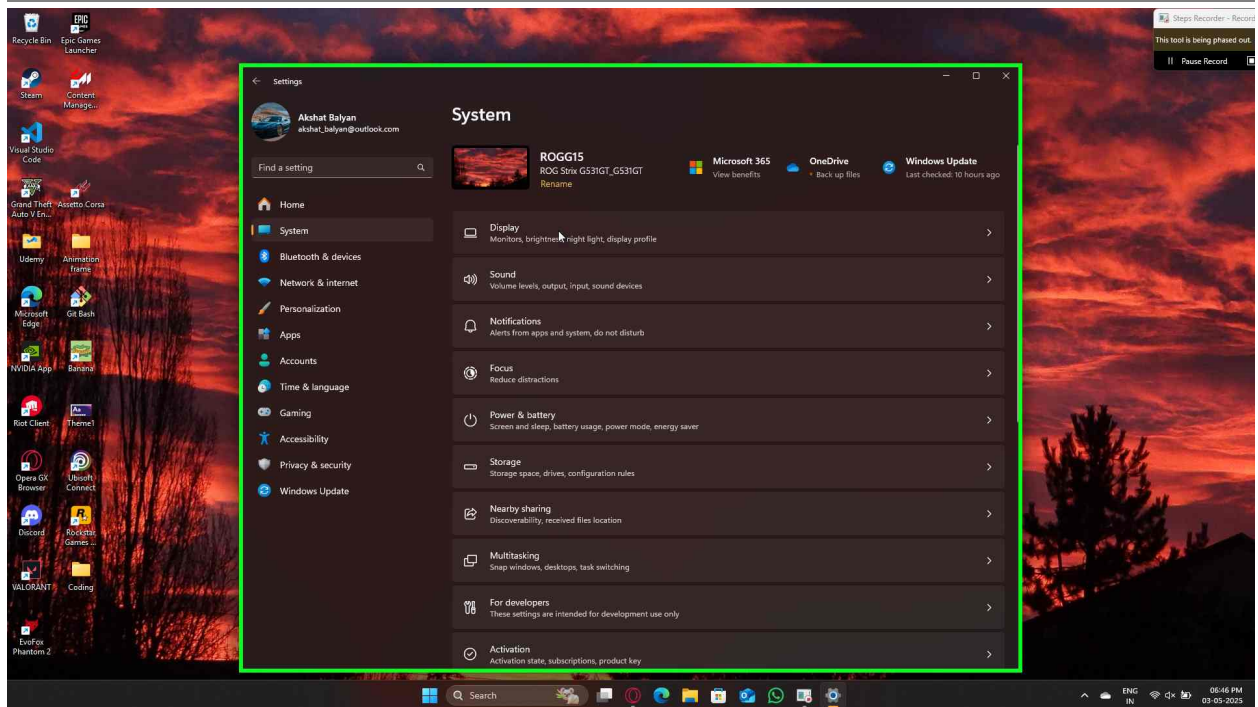 Recycle Bin
Epic Games
Launcher
Steam
Content
Manage...
Visual Studio
Code
Grand Theft
Auto V En...
Assetto Corsa
Udemy
Animation
frame
Microsoft
Edge
Git Bash
NVIDIA App
Banana
Riot Client
Theme1
Opera GX
Browser
Ubisoft
Connect
Discord
Rockstar
Games ...
VALORANT
Coding
EvoFox
Phantom 2
Steps Recorder - Record
This tool is being phased out.
Pause Record
Settings
Akshat Balyan
akshat_balyan@outlook.com
Find a setting
Home
System
Bluetooth & devices
Network & internet
Personalization
Apps
Accounts
Time & language
Gaming
Accessibility
Privacy & security
Windows Update
System
ROGG15
ROG Strix G531GT_G531GT
Rename
Microsoft 365
View benefits
OneDrive
• Back up files
Windows Update
Last checked: 10 hours ago
Display
Monitors, brightness, night light, display profile
Sound
Volume levels, output, input, sound devices
Notifications
Alerts from apps and system, do not disturb
Focus
Reduce distractions
Power & battery
Screen and sleep, battery usage, power mode, energy saver
Storage
Storage space, drives, configuration rules
Nearby sharing
Discoverability, received files location
Multitasking
Snap windows, desktops, task switching
For developers
These settings are intended for development use only
Activation
Activation state, subscriptions, product key
Search
ENG
IN
06:46 PM
03-05-2025